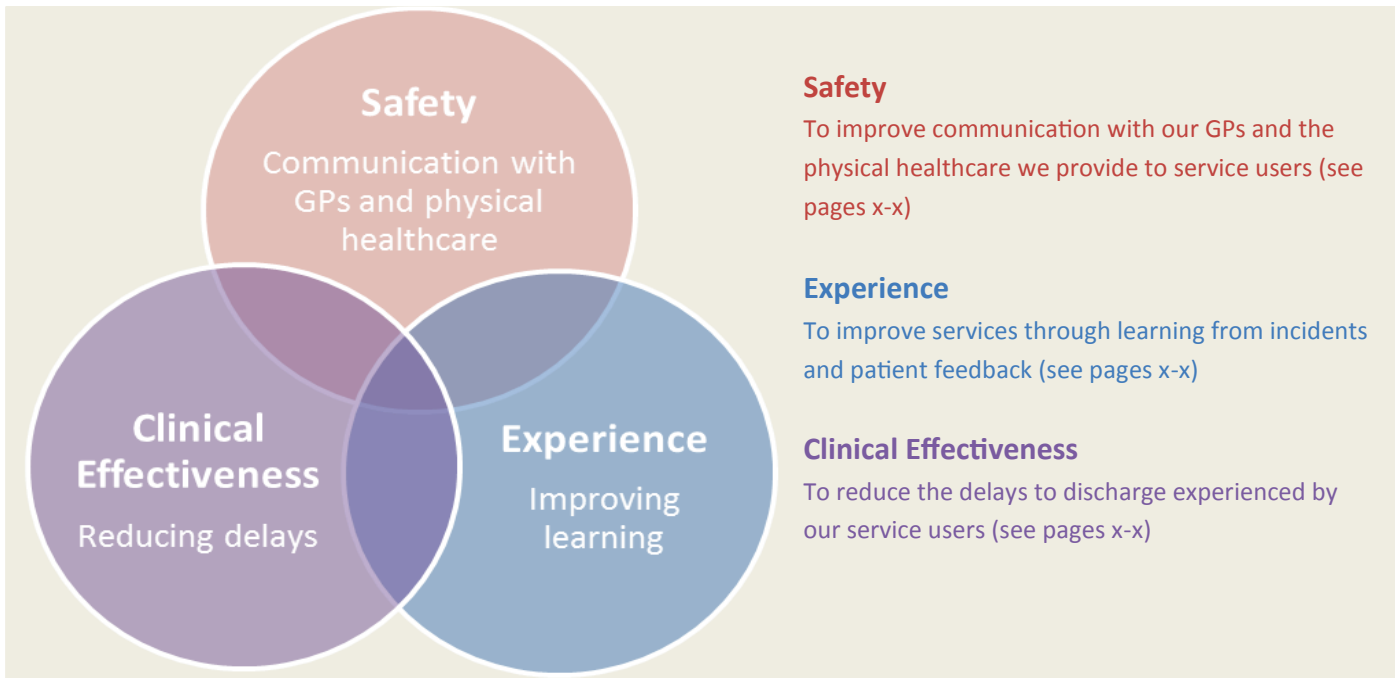 Safety
Communication with
GPs and physical
healthcare
Clinical
Effectiveness
Reducing delays
Experience
Improving
learning
Safety
To improve communication with our GPs and the
physical healthcare we provide to service users (see
pages x-x)
Experience
To improve services through learning from incidents
and patient feedback (see pages x-x)
Clinical Effectiveness
To reduce the delays to discharge experienced by
our service users (see pages x-x)